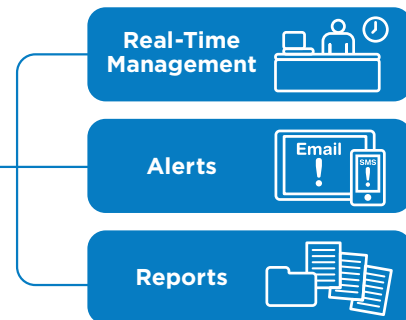 Real-Time
Management
Alerts
Email
!
SMS
!
Reports